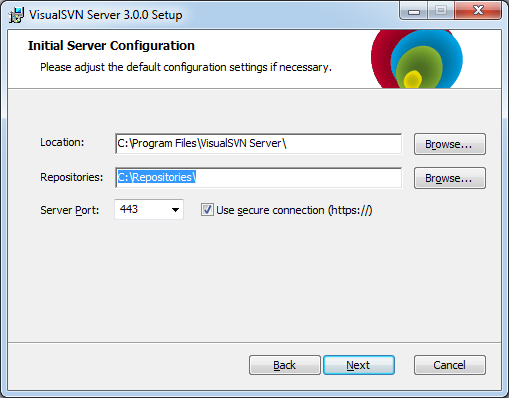 VisualSVN Server 3.0.0 Setup
Initial Server Configuration
Please adjust the default configuration settings if necessary.
Location: C:\Program Files\VisualSVN Server\ Browse...
Repositories: C:\Repositories\ Browse...
Server Port: 443 Use secure connection (https://)
Back Next Cancel